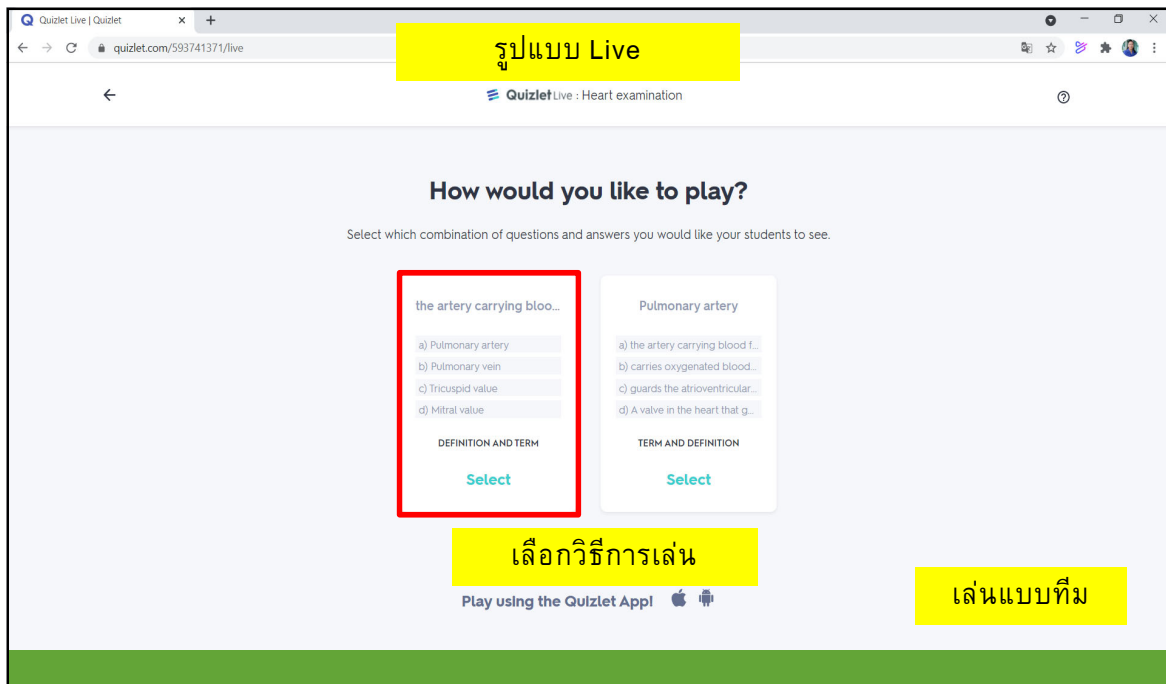 Quizlet Live | Quizlet
quizlet.com/593741371/live
รูปแบบ Live
Quizlet Live : Heart examination
How would you like to play?
Select which combination of questions and answers you would like your students to see.
the artery carrying bloo...
a) Pulmonary artery
b) Pulmonary vein
c) Tricuspid value
d) Mitral value
DEFINITION AND TERM
Select
Pulmonary artery
a) the artery carrying blood f...
b) carries oxygenated blood...
c) guards the atrioventricular...
d) A valve in the heart that g...
TERM AND DEFINITION
Select
เลือกวิธีการเล่น
เล่นแบบทีม
Play using the Quizlet App!